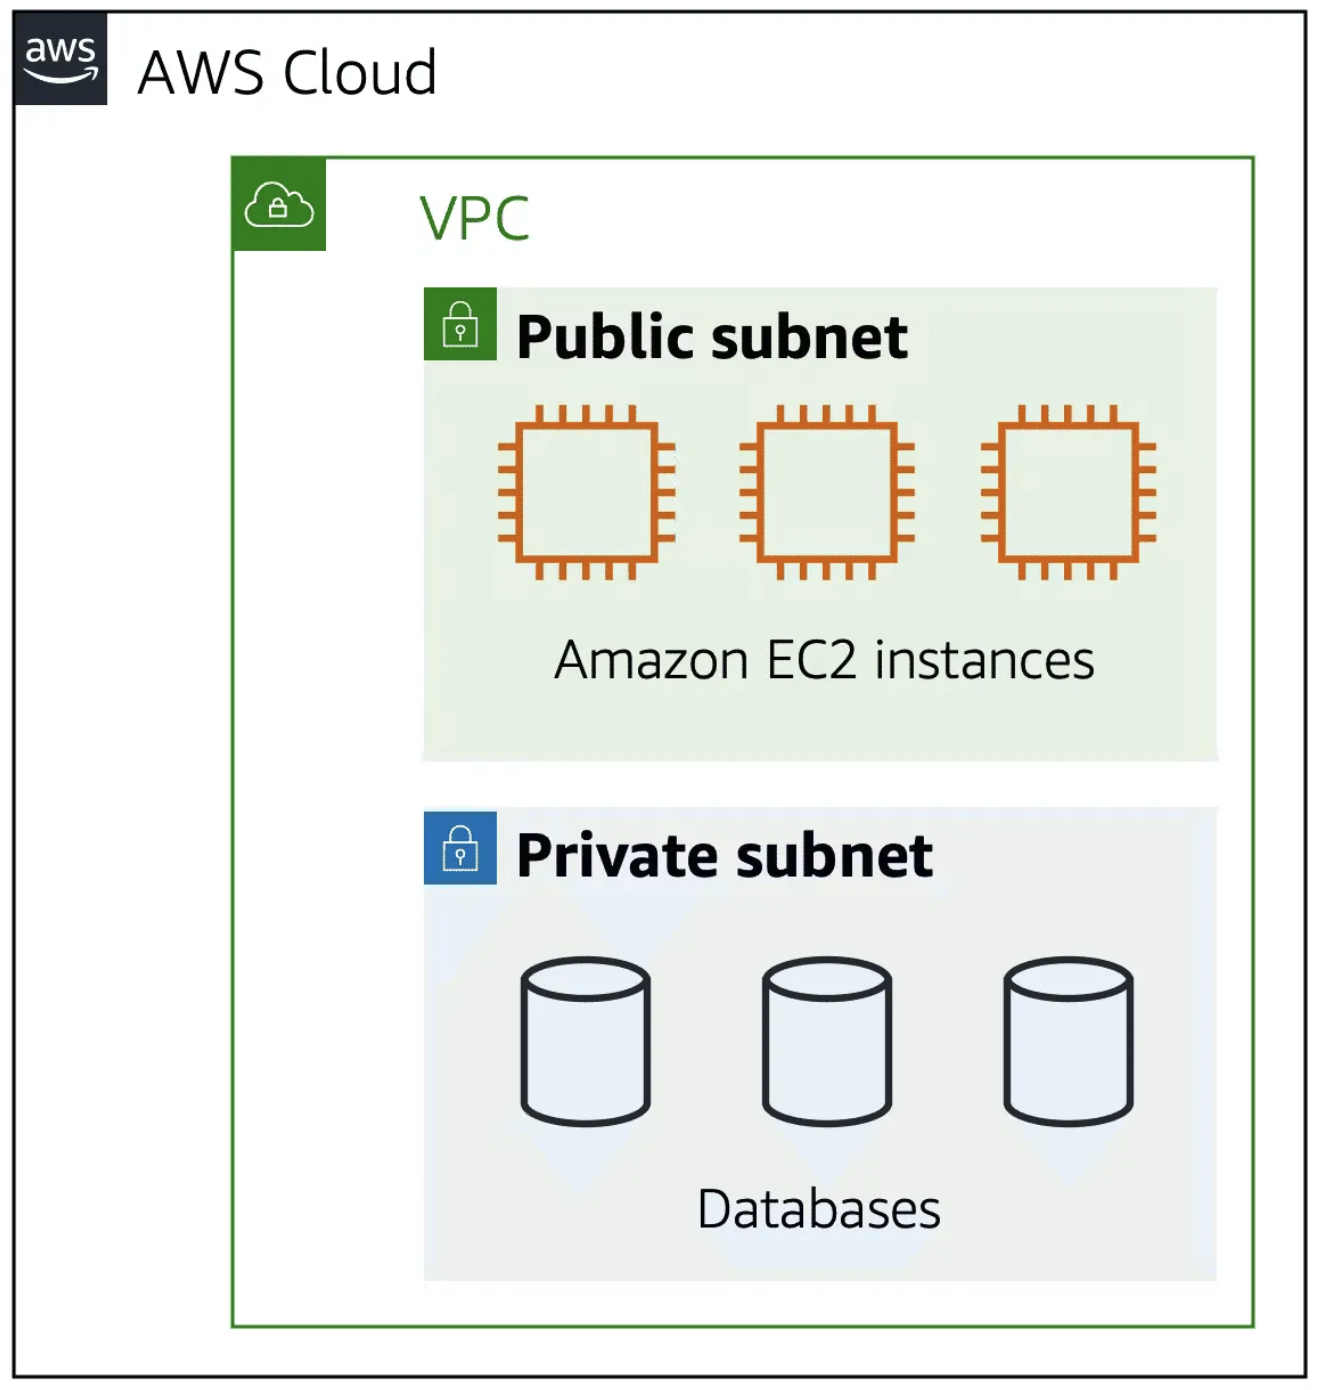 aws
AWS Cloud
VPC
Public subnet
Amazon EC2 instances
Private subnet
Databases